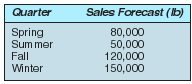 Quarter Sales Forecast (lb)
Spring 80,000
Summer 50,000
Fall 120,000
Winter 150,000